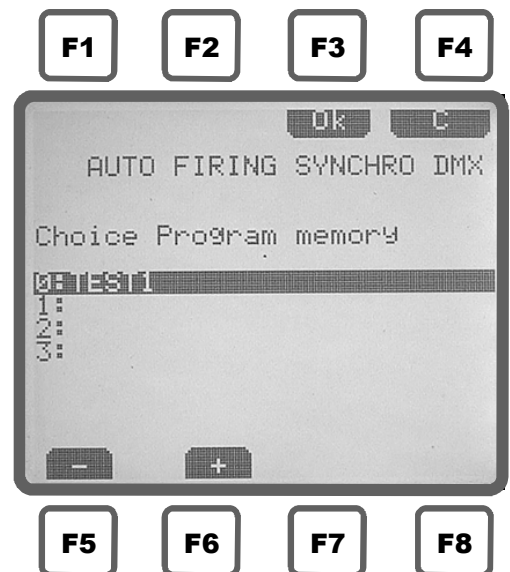 F1 F2 F3 F4
Ok C
AUTO FIRING SYNCHRO DMX
Choice Program memory
0:TEST1
1:
2:
3:
- +
F5 F6 F7 F8